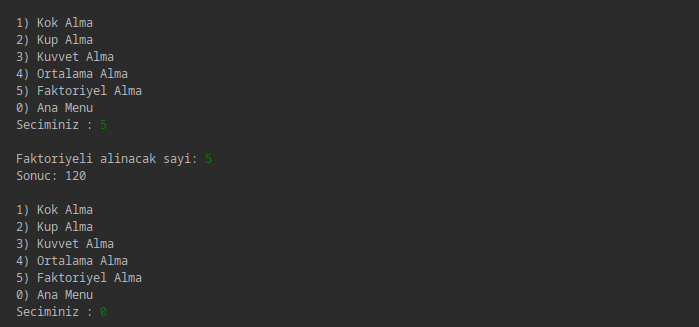 1) Kok Alma
2) Kup Alma
3) Kuvvet Alma
4) Ortalama Alma
5) Faktoriyel Alma
0) Ana Menu
Seciminiz : 5
Faktoriyeli alinacak sayi: 5
Sonuc: 120
1) Kok Alma
2) Kup Alma
3) Kuvvet Alma
4) Ortalama Alma
5) Faktoriyel Alma
0) Ana Menu
Seciminiz : 0